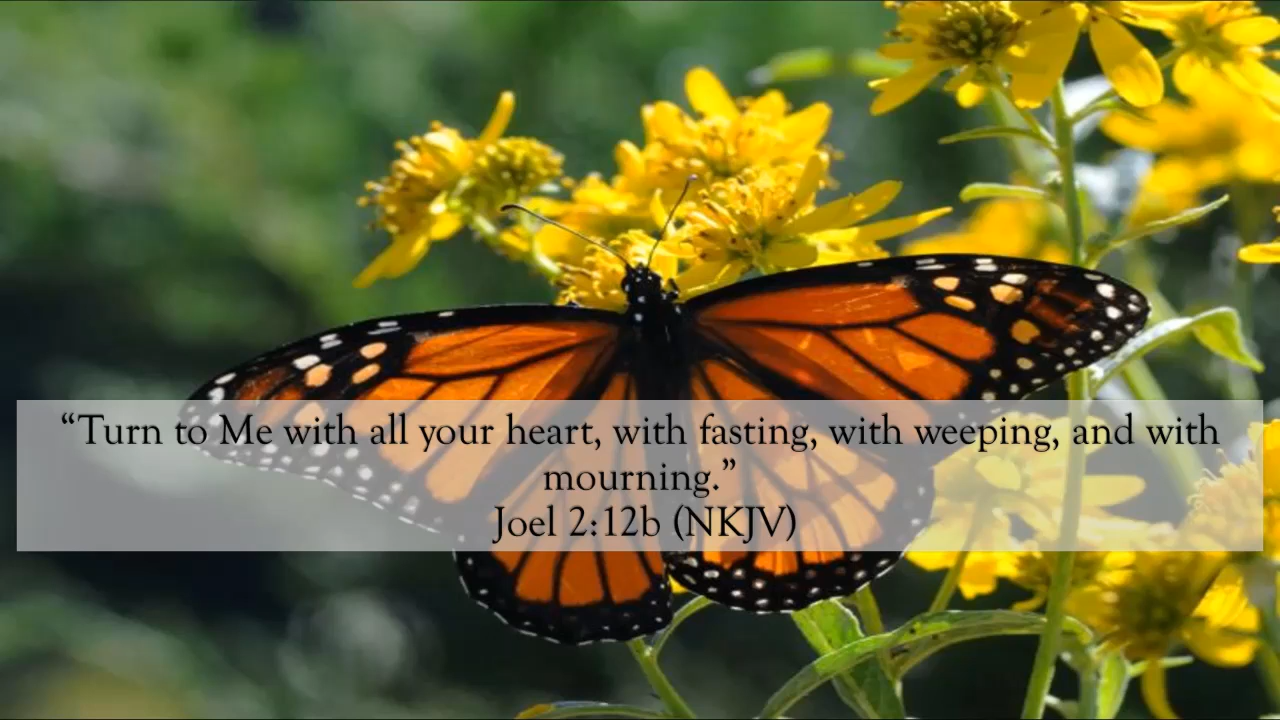 “Turn to Me with all your heart, with fasting, with weeping, and with
mourning.”
Joel 2:12b (NKJV)